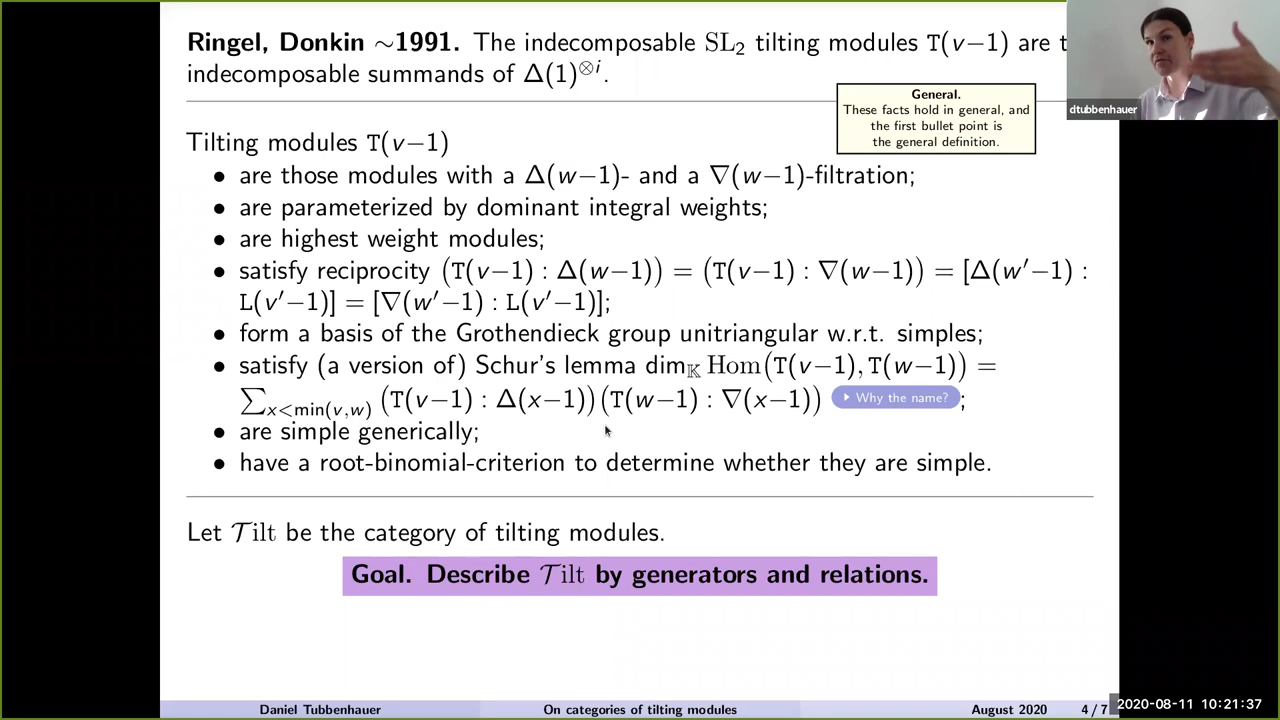 Ringel, Donkin ∼1991. The indecomposable SL₂ tilting modules T(v−1) are t
indecomposable summands of Δ(1)^⊗i.
General.
These facts hold in general, and
the first bullet point is
the general definition.
dtubbenhauer
Tilting modules T(v−1)
• are those modules with a Δ(w−1)- and a ∇(w−1)-filtration;
• are parameterized by dominant integral weights;
• are highest weight modules;
• satisfy reciprocity (T(v−1) : Δ(w−1)) = (T(v−1) : ∇(w−1)) = [Δ(w′−1) :
L(v′−1)] = [∇(w′−1) : L(v′−1)];
• form a basis of the Grothendieck group unitriangular w.r.t. simples;
• satisfy (a version of) Schur's lemma dim_𝕂 Hom(T(v−1), T(w−1)) =
∑_{x<min(v,w)} (T(v−1) : Δ(x−1))(T(w−1) : ∇(x−1)) ▶ Why the name? ;
• are simple generically;
• have a root-binomial-criterion to determine whether they are simple.
Let 𝒯ilt be the category of tilting modules.
Goal. Describe 𝒯ilt by generators and relations.
Daniel Tubbenhauer On categories of tilting modules August 2020 4 / 7
2020-08-11 10:21:37